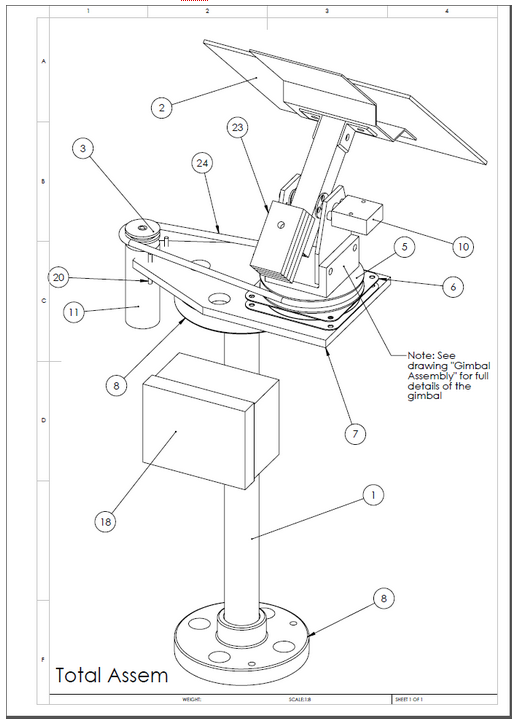 1 2 3 4
A
2
23
3
24
B
5
10
20
6
C
11
Note: See
drawing "Gimbal
Assembly" for full
details of the
gimbal
8
D
7
1
18
8
F
Total Assem
WEIGHT: SCALE:1:8 SHEET 1 OF 1